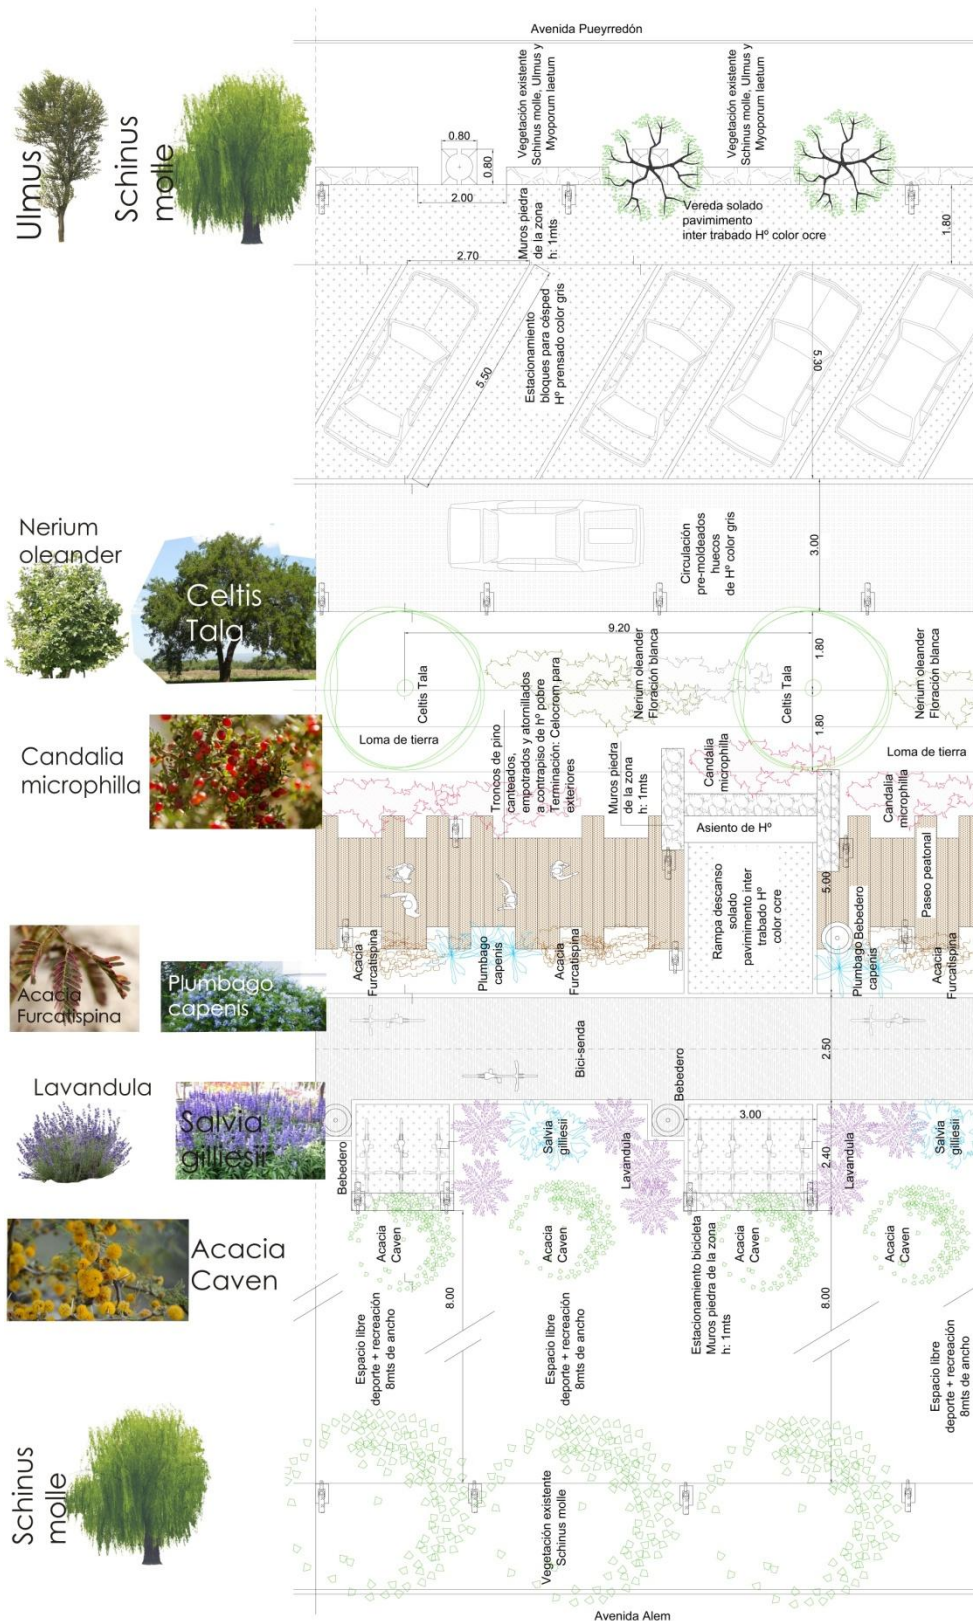 Avenida Pueyrredón
Ulmus
Schinus
molle
Vegetación existente
Schinus molle, Ulmus y
Myoporum laetum
Vegetación existente
Schinus molle, Ulmus y
Myoporum laetum
0.80
0.80
2.00
Muros piedra
de la zona
h: 1mts
Vereda solado
pavimimento
inter trabado Hº color ocre
1.80
2.70
Estacionamiento
bloques para césped
Hº prensado color gris
5.50
5.30
Circulación
pre-moldeados
huecos
de Hº color gris
3.00
Nerium
oleander
Celtis
Tala
9.20
1.80
Celtis Tala
Nerium oleander
Floración blanca
Celtis Tala
Nerium oleander
Floración blanca
1.80
Loma de tierra
Loma de tierra
Candalia
microphilla
Troncos de pino
canteados,
empotrados y atornillados
a contrapiso de hº pobre
Terminación: Celocrom para
exteriores
Muros piedra
de la zona
h: 1mts
Candalia
microphilla
Candalia
microphilla
Asiento de Hº
5.00
Rampa descanso
solado
pavimimento inter
trabado Hº
color ocre
Paseo peatonal
Bebedero
Acacia
Furcatispina
Plumbago
capenis
Acacia
Furcatispina
Plumbago
capenis
Acacia
Furcatispina
Acacia
Furcatispina
Plumbago
capenis
Bici-senda
2.50
Lavandula
Salvia
gilliesii
Bebedero
Bebedero
3.00
Salvia
gilliesii
Lavandula
2.40
Lavandula
Salvia
gilliesii
Acacia
Caven
Acacia
Caven
Acacia
Caven
Acacia
Caven
Acacia
Caven
Estacionamiento bicicleta
Muros piedra de la zona
h: 1mts
8.00
8.00
Espacio libre
deporte + recreación
8mts de ancho
Espacio libre
deporte + recreación
8mts de ancho
Espacio libre
deporte + recreación
8mts de ancho
Schinus
molle
Vegetación existente
Schinus molle
Avenida Alem